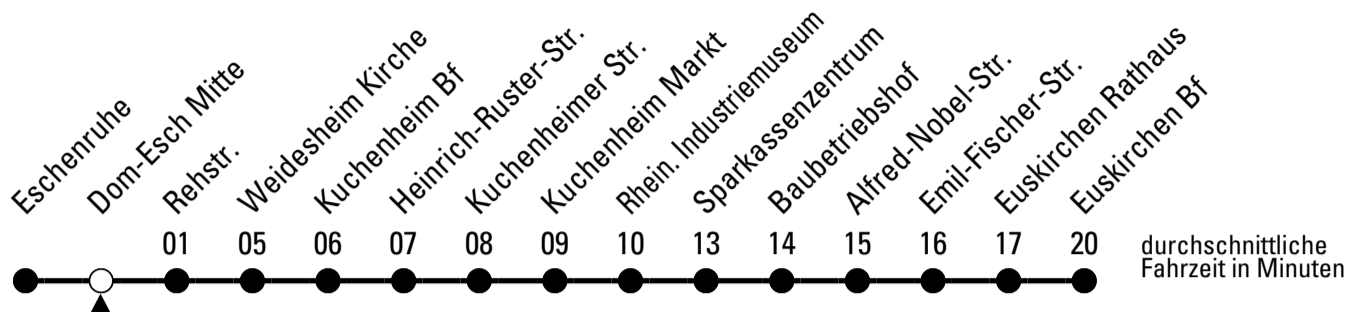 Eschenruhe
Dom-Esch Mitte
Rehstr.
Weidesheim Kirche
Kuchenheim Bf
Heinrich-Ruster-Str.
Kuchenheimer Str.
Kuchenheim Markt
Rhein. Industriemuseum
Sparkassenzentrum
Baubetriebshof
Alfred-Nobel-Str.
Emil-Fischer-Str.
Euskirchen Rathaus
Euskirchen Bf
01 05 06 07 08 09 10 13 14 15 16 17 20
durchschnittliche
Fahrzeit in Minuten